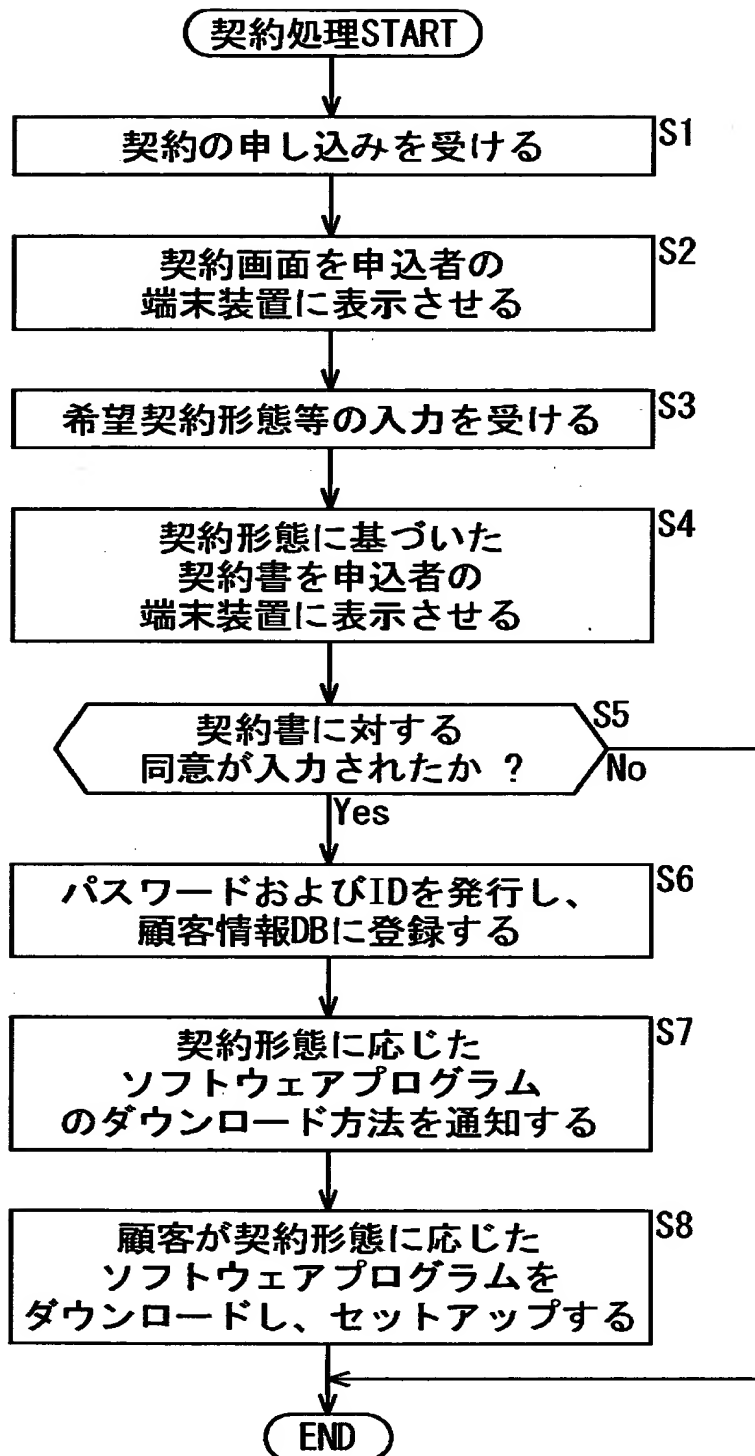 契約処理START
契約の申し込みを受ける
S1
契約画面を申込者の
端末装置に表示させる
S2
希望契約形態等の入力を受ける
S3
契約形態に基づいた
契約書を申込者の
端末装置に表示させる
S4
契約書に対する
同意が入力されたか ?
S5
No
Yes
パスワードおよびIDを発行し、
顧客情報DBに登録する
S6
契約形態に応じた
ソフトウェアプログラム
のダウンロード方法を通知する
S7
顧客が契約形態に応じた
ソフトウェアプログラムを
ダウンロードし、セットアップする
S8
END